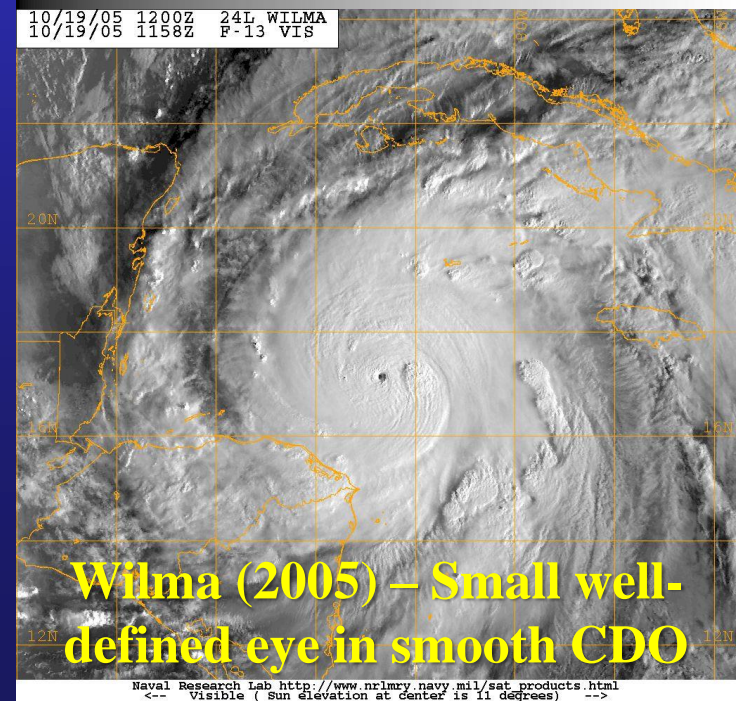 10/19/05 1200Z 24L WILMA
10/19/05 1158Z F-13 VIS
20N
16N
16N
12N
12N
Wilma (2005) – Small well-
defined eye in smooth CDO
Naval Research Lab http://www.nrlmry.navy.mil/sat_products.html
<-- Visible ( Sun elevation at center is 11 degrees) -->